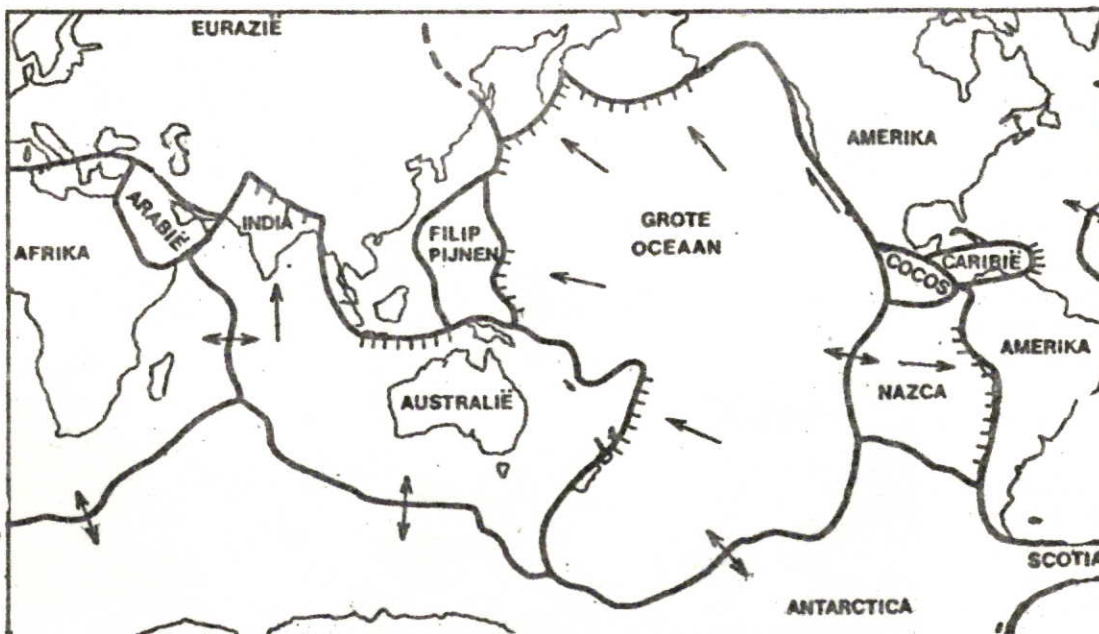 EURAZIË
AMERIKA
AFRIKA
ARABIË
INDIA
FILIP
PIJNEN
GROTE
OCEAAN
COCOS
CARIBIË
AUSTRALIË
NAZCA
AMERIKA
SCOTIA
ANTARCTICA